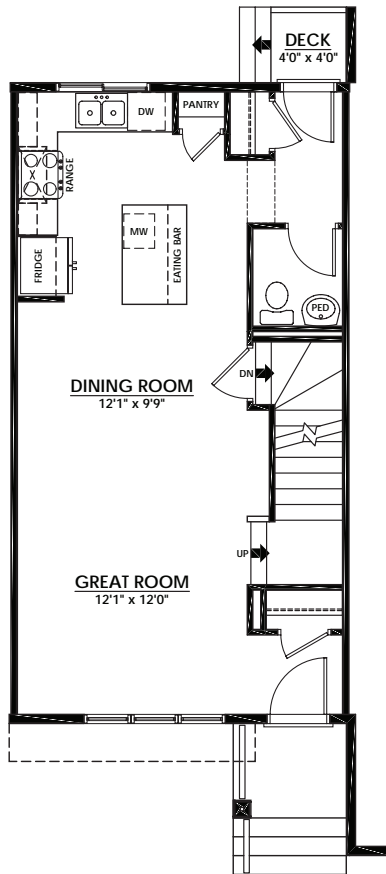 DECK
4'0" x 4'0"
PANTRY
DW
RANGE
MW
EATING BAR
FRIDGE
PED
DINING ROOM
12'1" x 9'9"
DN
UP
GREAT ROOM
12'1" x 12'0"